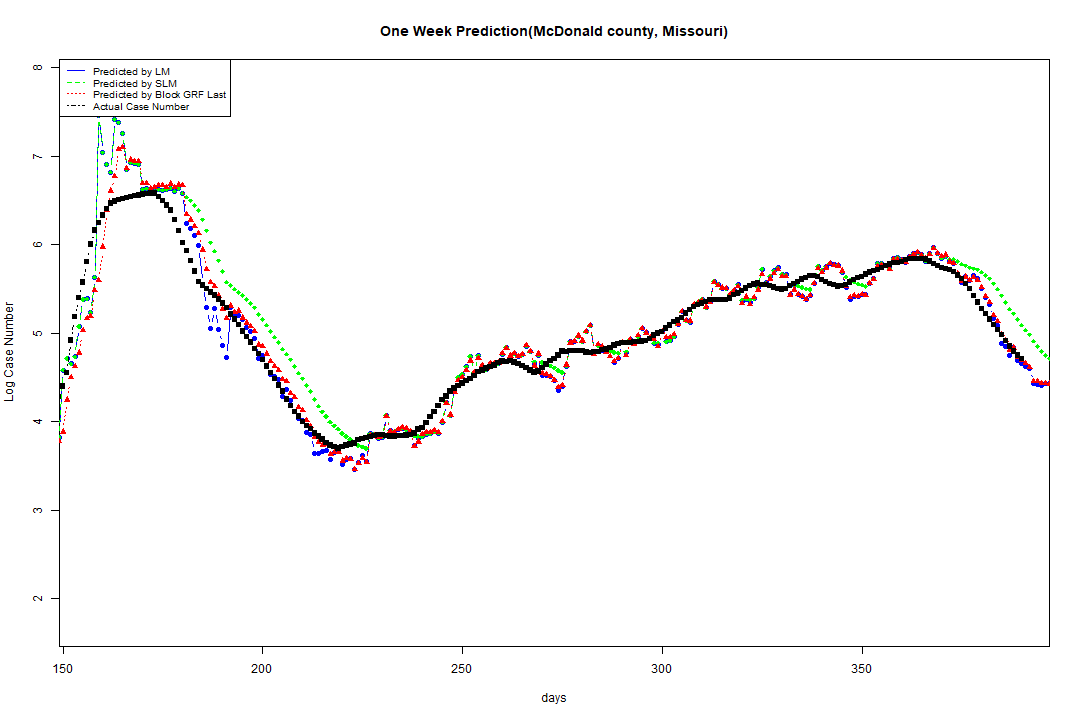 One Week Prediction(McDonald county, Missouri)
Predicted by LM
Predicted by SLM
Predicted by Block GRF Last
Actual Case Number
8
7
6
5
4
3
2
Log Case Number
150 200 250 300 350
days